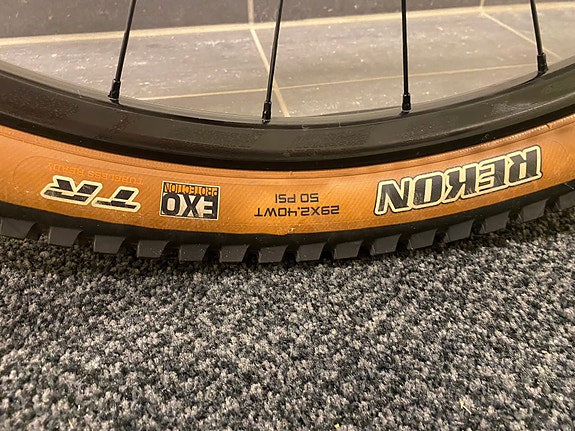 REKON
29X2.40WT
50 PSI
EXO
PROTECTION
TR
TUBELESS READY